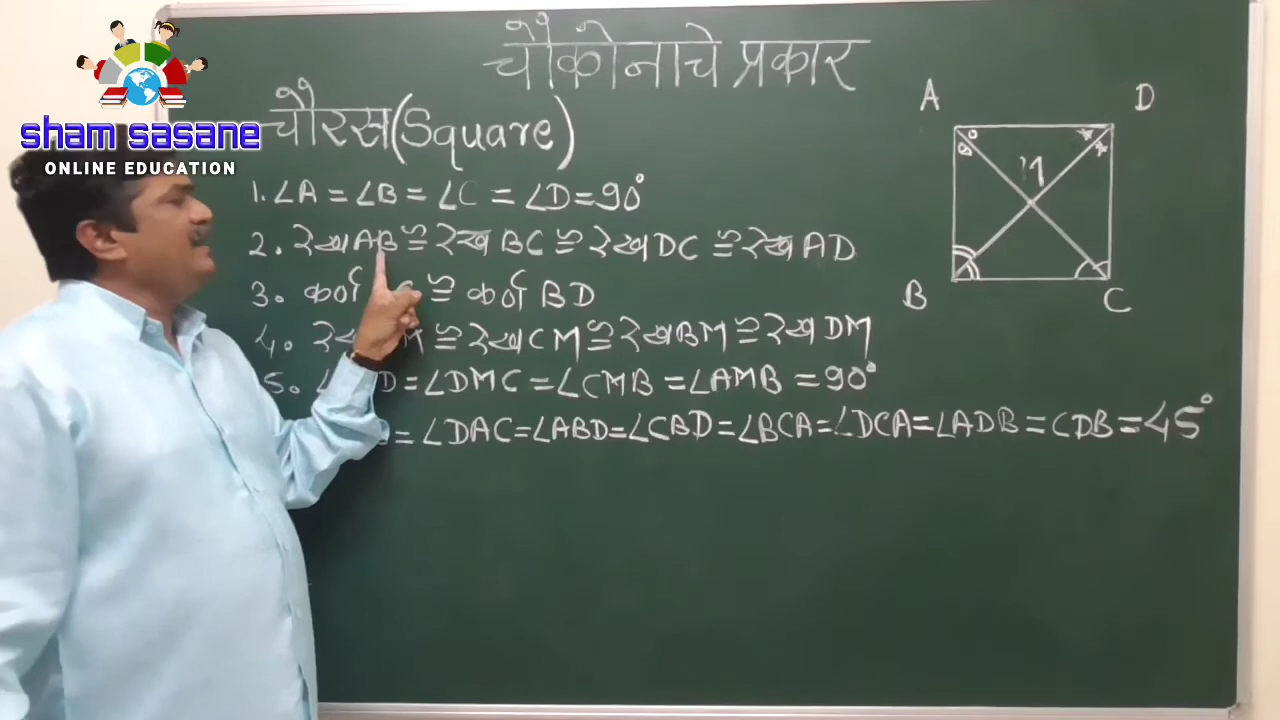 sham sasane
ONLINE EDUCATION
चौकोनाचे प्रकार
चौरस(Square)
1. ∠A = ∠B = ∠C = ∠D = 90°
2. रेख AB ≅ रेख BC ≅ रेख DC ≅ रेख AD
3. कर्ण ≅ कर्ण BD
4. रेख M ≅ रेख CM ≅ रेख BM ≅ रेख DM
5. ∠ D = ∠DMC = ∠CMB = ∠AMB = 90°
= ∠DAC = ∠ABD = ∠CBD = ∠BCA = ∠DCA = ∠ADB = CDB = ∠45°
A D
M
B C